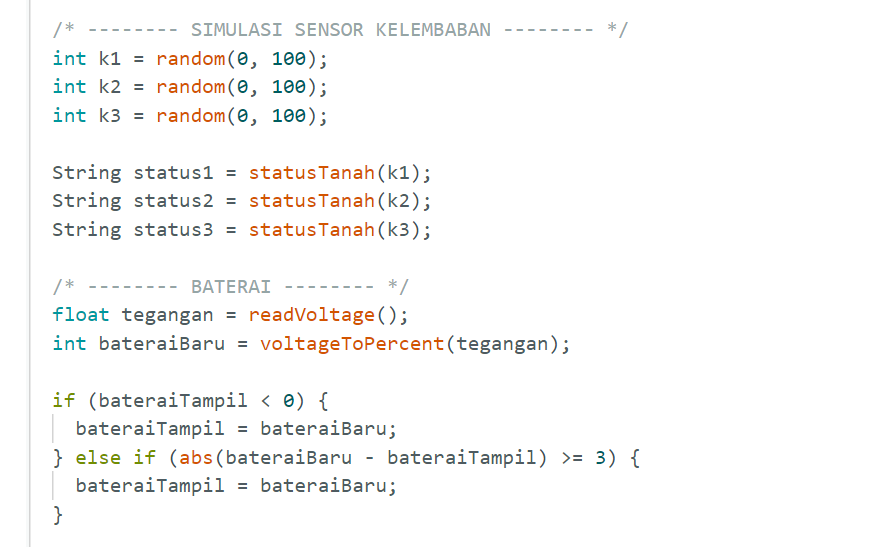 /* -------- SIMULASI SENSOR KELEMBABAN -------- */
int k1 = random(0, 100);
int k2 = random(0, 100);
int k3 = random(0, 100);

String status1 = statusTanah(k1);
String status2 = statusTanah(k2);
String status3 = statusTanah(k3);

/* -------- BATERAI -------- */
float tegangan = readVoltage();
int bateraiBaru = voltageToPercent(tegangan);

if (bateraiTampil < 0) {
  bateraiTampil = bateraiBaru;
} else if (abs(bateraiBaru - bateraiTampil) >= 3) {
  bateraiTampil = bateraiBaru;
}